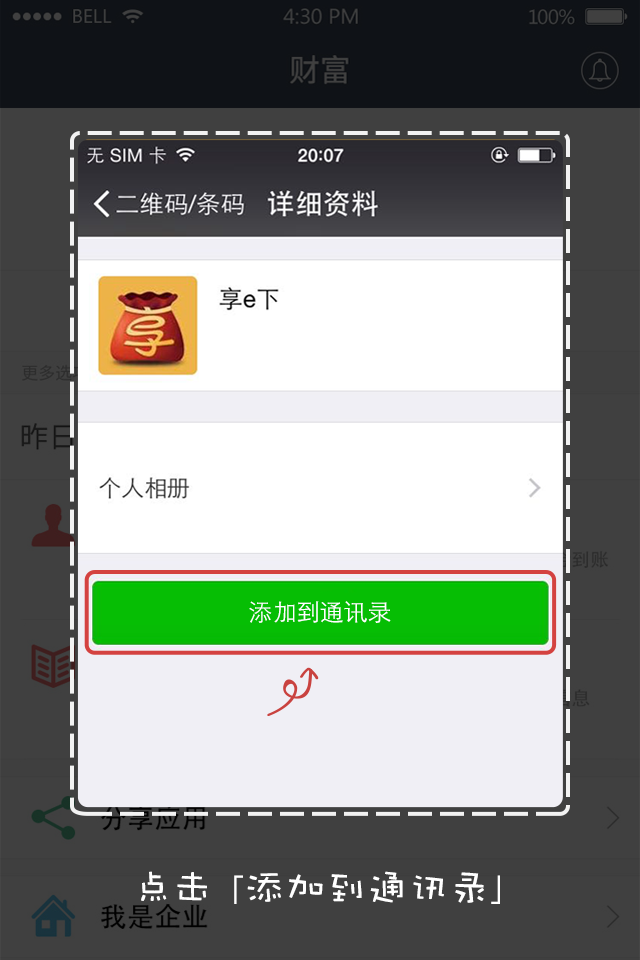 BELL 4:30 PM 100%
财富
无 SIM 卡 20:07
二维码/条码 详细资料
享
享e下
更多选
昨日
个人相册
到账
添加到通讯录
息
分享应用
点击「添加到通讯录」
我是企业